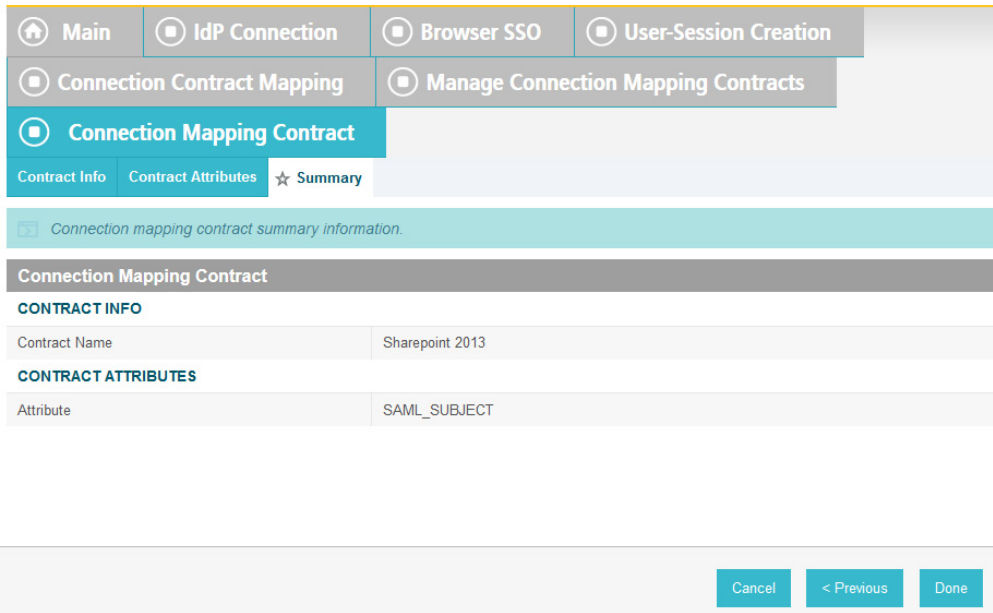 Main IdP Connection Browser SSO User-Session Creation
Connection Contract Mapping Manage Connection Mapping Contracts
Connection Mapping Contract
Contract Info Contract Attributes Summary
Connection mapping contract summary information.
Connection Mapping Contract
CONTRACT INFO
Contract Name Sharepoint 2013
CONTRACT ATTRIBUTES
Attribute SAML_SUBJECT
Cancel < Previous Done